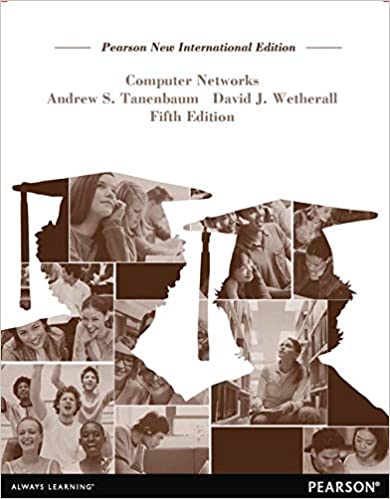 Pearson New International Edition
Computer Networks
Andrew S. Tanenbaum David J. Wetherall
Fifth Edition
ALWAYS LEARNING
PEARSON